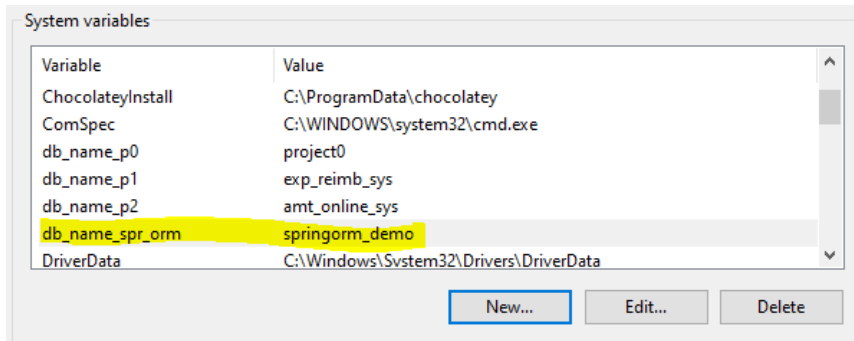 System variables
Variable Value
ChocolateyInstall C:\ProgramData\chocolatey
ComSpec C:\WINDOWS\system32\cmd.exe
db_name_p0 project0
db_name_p1 exp_reimb_sys
db_name_p2 amt_online_sys
db_name_spr_orm springorm_demo
DriverData C:\Windows\System32\Drivers\DriverData
New... Edit... Delete